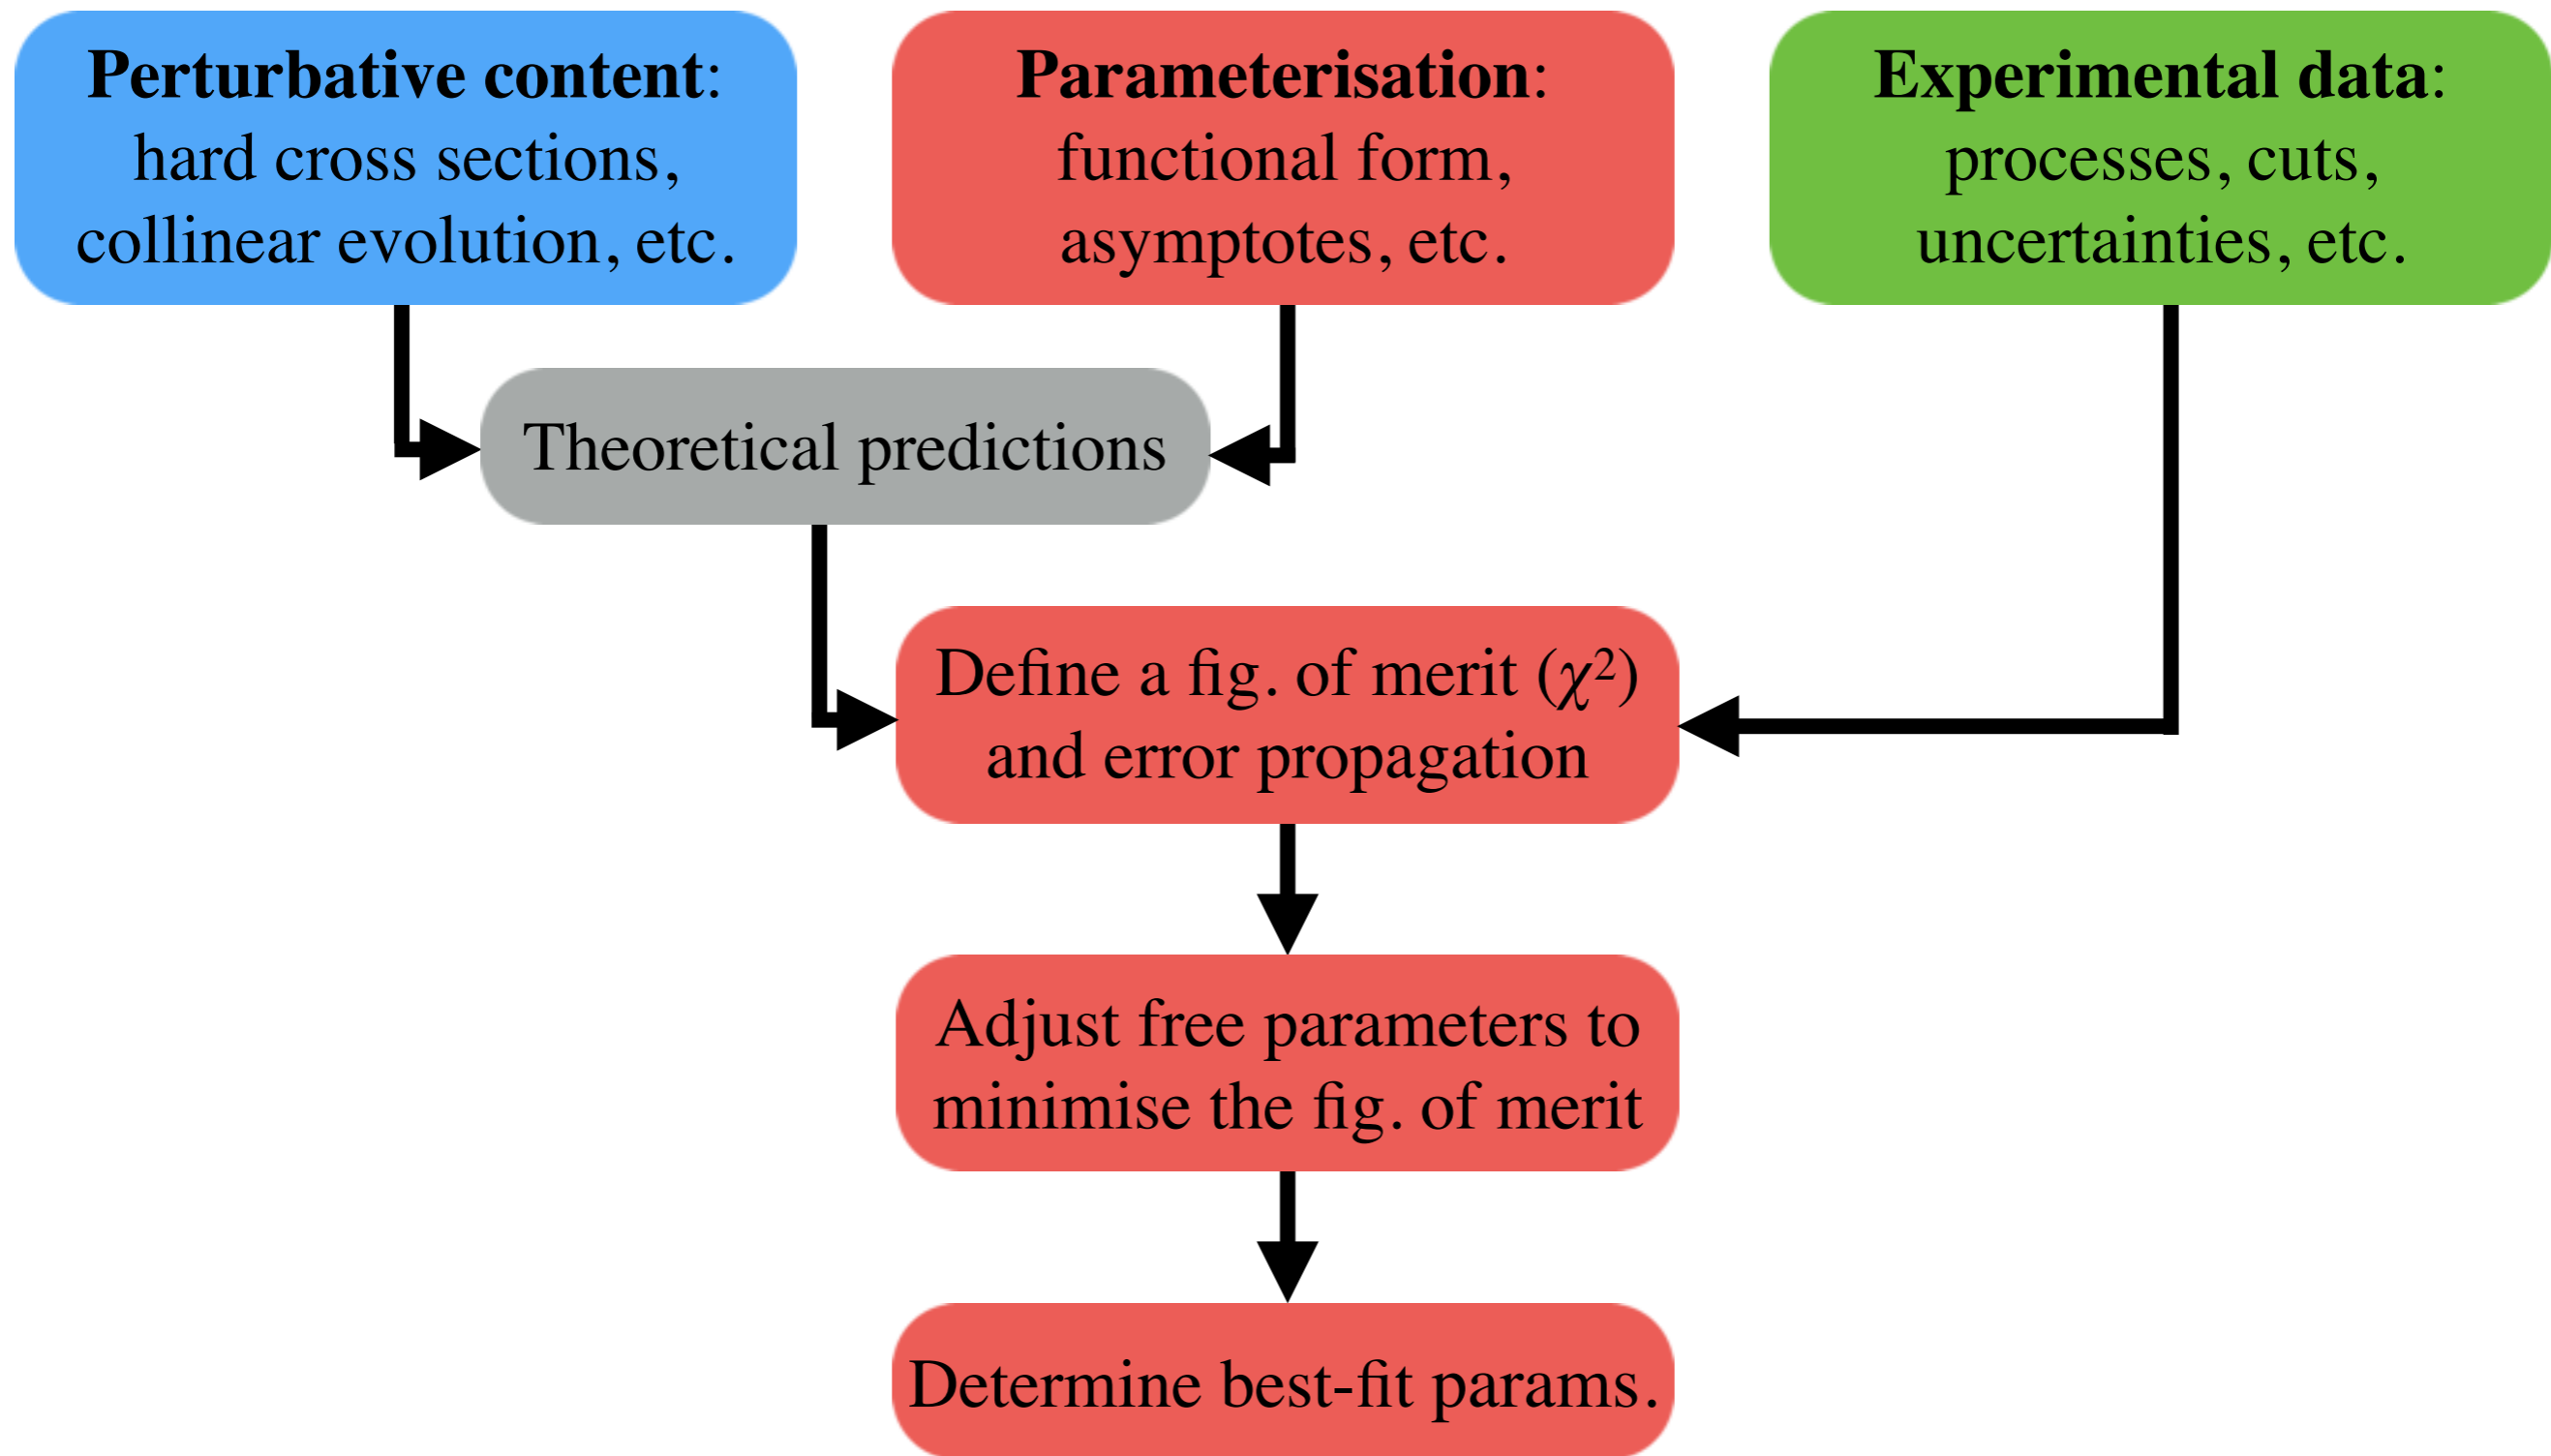 Perturbative content:
hard cross sections,
collinear evolution, etc.
Parameterisation:
functional form,
asymptotes, etc.
Experimental data:
processes, cuts,
uncertainties, etc.
Theoretical predictions
Define a fig. of merit (χ²)
and error propagation
Adjust free parameters to
minimise the fig. of merit
Determine best-fit params.